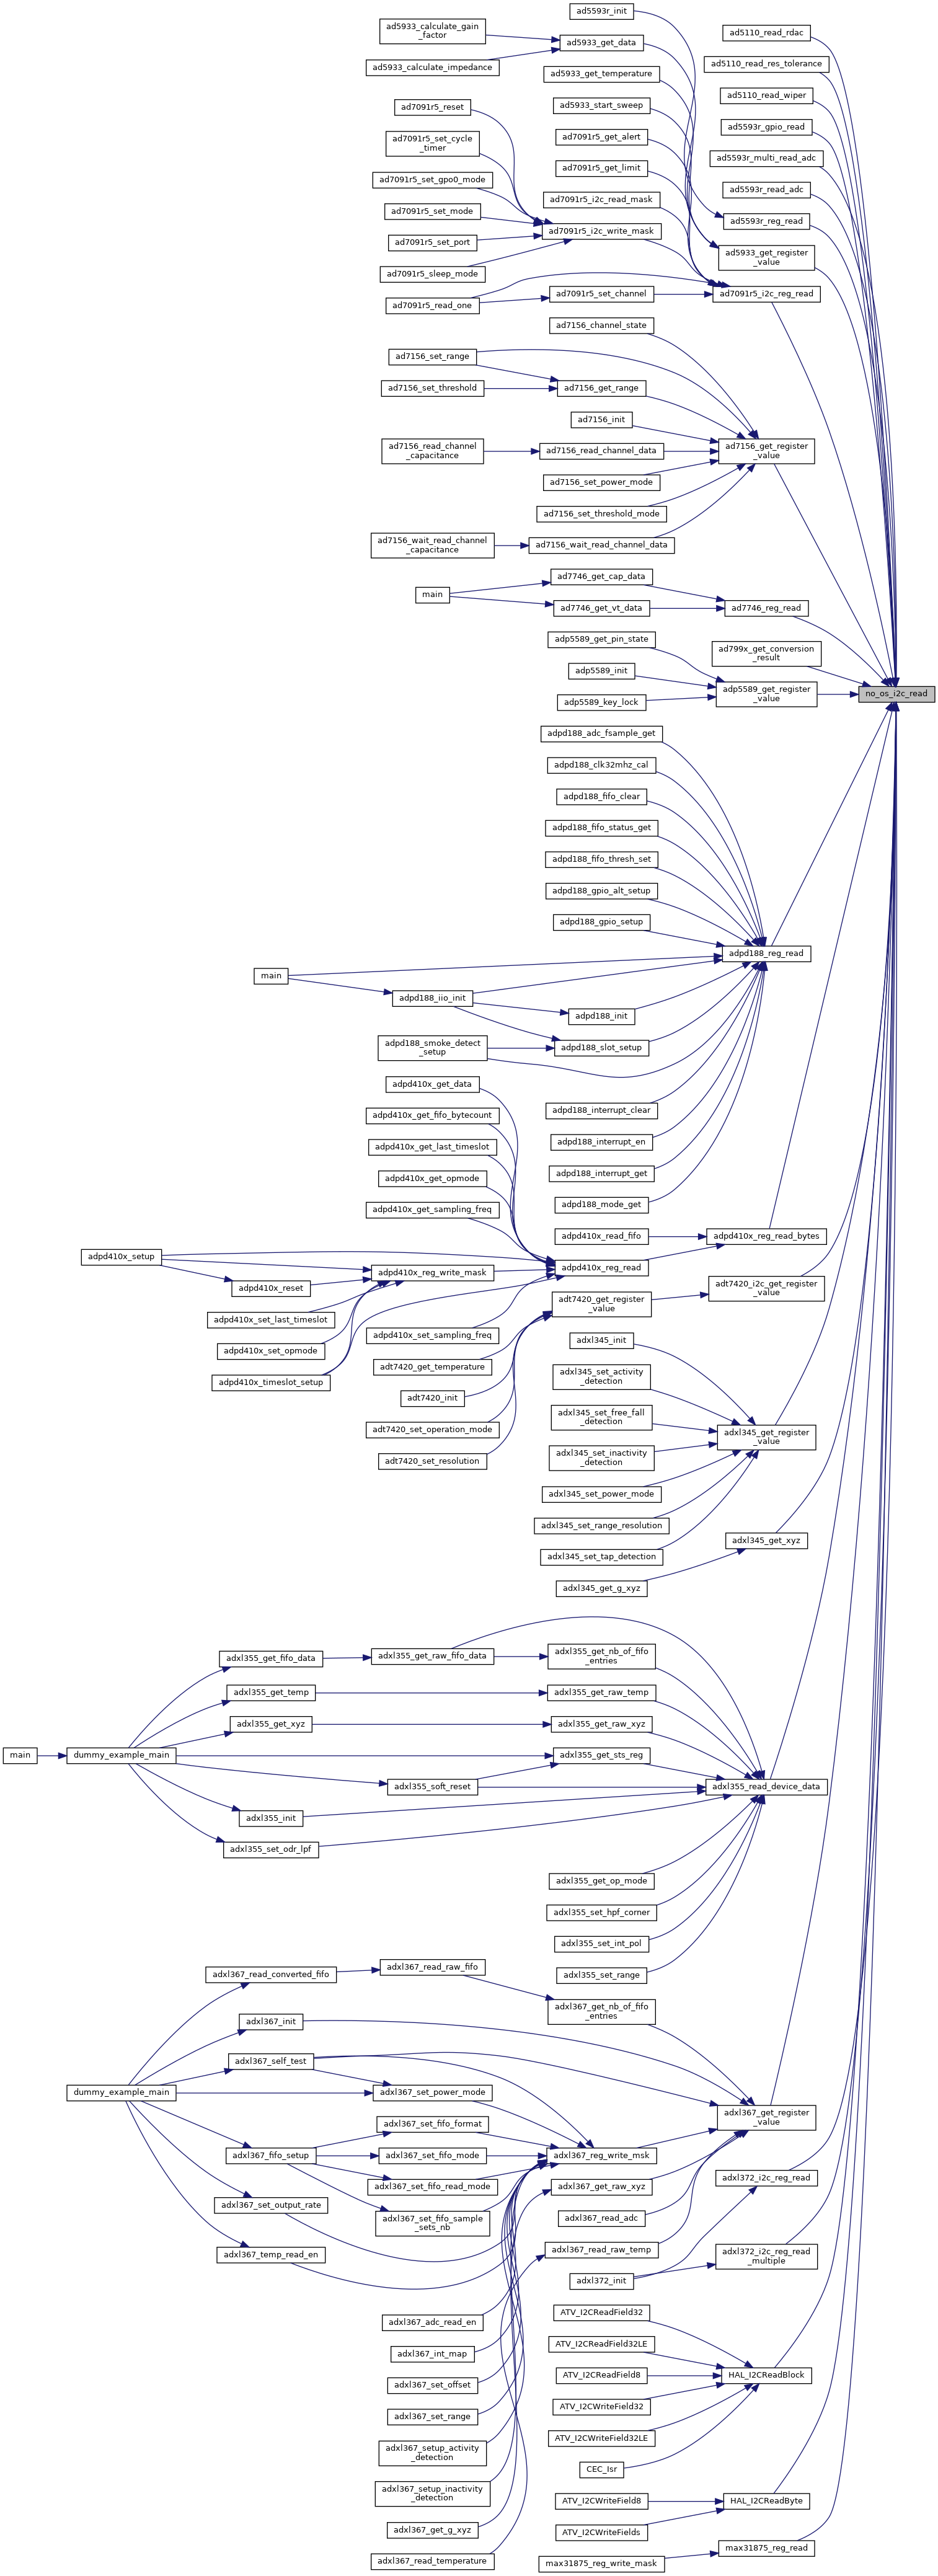 ad5593r_init
ad5933_calculate_gain
_factor
ad5110_read_rdac
ad5933_get_data
ad5933_calculate_impedance
ad5110_read_res_tolerance
ad5933_get_temperature
ad5110_read_wiper
ad7091r5_reset
ad5933_start_sweep
ad5593r_gpio_read
ad7091r5_set_cycle
_timer
ad7091r5_get_alert
ad5593r_multi_read_adc
ad7091r5_get_limit
ad7091r5_set_gpo0_mode
ad5593r_read_adc
ad7091r5_i2c_read_mask
ad7091r5_set_mode
ad5593r_reg_read
ad7091r5_i2c_write_mask
ad7091r5_set_port
ad5933_get_register
_value
ad7091r5_sleep_mode
ad7091r5_read_one
ad7091r5_set_channel
ad7091r5_i2c_reg_read
ad7156_channel_state
ad7156_set_range
ad7156_set_threshold
ad7156_get_range
ad7156_init
ad7156_read_channel
_capacitance
ad7156_read_channel_data
ad7156_get_register
_value
ad7156_set_power_mode
ad7156_set_threshold_mode
ad7156_wait_read_channel
_capacitance
ad7156_wait_read_channel_data
ad7746_get_cap_data
main
ad7746_get_vt_data
ad7746_reg_read
adp5589_get_pin_state
ad799x_get_conversion
_result
adp5589_init
adp5589_get_register
_value
no_os_i2c_read
adp5589_key_lock
adpd188_adc_fsample_get
adpd188_clk32mhz_cal
adpd188_fifo_clear
adpd188_fifo_status_get
adpd188_fifo_thresh_set
adpd188_gpio_alt_setup
adpd188_gpio_setup
adpd188_reg_read
main
adpd188_iio_init
adpd188_init
adpd188_smoke_detect
_setup
adpd188_slot_setup
adpd410x_get_data
adpd410x_get_fifo_bytecount
adpd188_interrupt_clear
adpd188_interrupt_en
adpd410x_get_last_timeslot
adpd188_interrupt_get
adpd410x_get_opmode
adpd188_mode_get
adpd410x_get_sampling_freq
adpd410x_read_fifo
adpd410x_reg_read_bytes
adpd410x_setup
adpd410x_reg_write_mask
adpd410x_reg_read
adpd410x_reset
adt7420_i2c_get_register
_value
adt7420_get_register
_value
adpd410x_set_last_timeslot
adpd410x_set_sampling_freq
adxl345_init
adpd410x_set_opmode
adt7420_get_temperature
adxl345_set_activity
_detection
adpd410x_timeslot_setup
adt7420_init
adxl345_set_free_fall
_detection
adt7420_set_operation_mode
adxl345_get_register
_value
adxl345_set_inactivity
_detection
adt7420_set_resolution
adxl345_set_power_mode
adxl345_set_range_resolution
adxl345_get_xyz
adxl345_set_tap_detection
adxl345_get_g_xyz
adxl355_get_fifo_data
adxl355_get_raw_fifo_data
adxl355_get_nb_of_fifo
_entries
adxl355_get_temp
adxl355_get_raw_temp
adxl355_get_xyz
adxl355_get_raw_xyz
main
dummy_example_main
adxl355_get_sts_reg
adxl355_soft_reset
adxl355_read_device_data
adxl355_init
adxl355_set_odr_lpf
adxl355_get_op_mode
adxl355_set_hpf_corner
adxl355_set_int_pol
adxl355_set_range
adxl367_read_converted_fifo
adxl367_read_raw_fifo
adxl367_get_nb_of_fifo
_entries
adxl367_init
adxl367_self_test
dummy_example_main
adxl367_set_power_mode
adxl367_get_register
_value
adxl367_set_fifo_format
adxl367_fifo_setup
adxl367_set_fifo_mode
adxl367_reg_write_msk
adxl372_i2c_reg_read
adxl367_set_fifo_read_mode
adxl367_get_raw_xyz
adxl367_set_output_rate
adxl367_set_fifo_sample
_sets_nb
adxl367_read_adc
adxl367_temp_read_en
adxl367_read_raw_temp
adxl372_i2c_reg_read
_multiple
adxl372_init
adxl367_adc_read_en
ATV_I2CReadField32
adxl367_int_map
ATV_I2CReadField32LE
adxl367_set_offset
ATV_I2CReadField8
HAL_I2CReadBlock
adxl367_set_range
ATV_I2CWriteField32
adxl367_setup_activity
_detection
ATV_I2CWriteField32LE
CEC_Isr
adxl367_setup_inactivity
_detection
ATV_I2CWriteField8
HAL_I2CReadByte
adxl367_get_g_xyz
ATV_I2CWriteFields
max31875_reg_read
adxl367_read_temperature
max31875_reg_write_mask